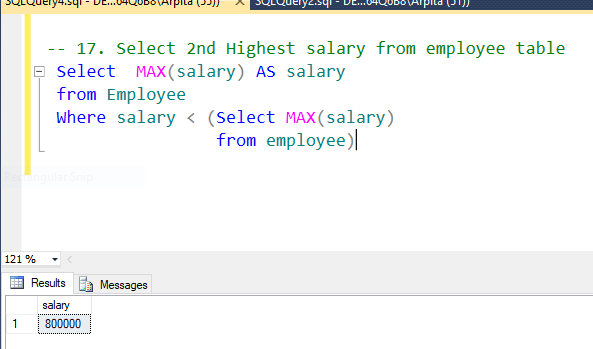 SQLQuery4.sql - DE...64Q6B8\Arpita (55))
SQLQuery2.sql - DE...64Q6B8\Arpita (51))
-- 17. Select 2nd Highest salary from employee table
Select MAX(salary) AS salary
from Employee
Where salary < (Select MAX(salary)
from employee)
Rectangular Snip
121 %
Results
Messages
salary
1 800000